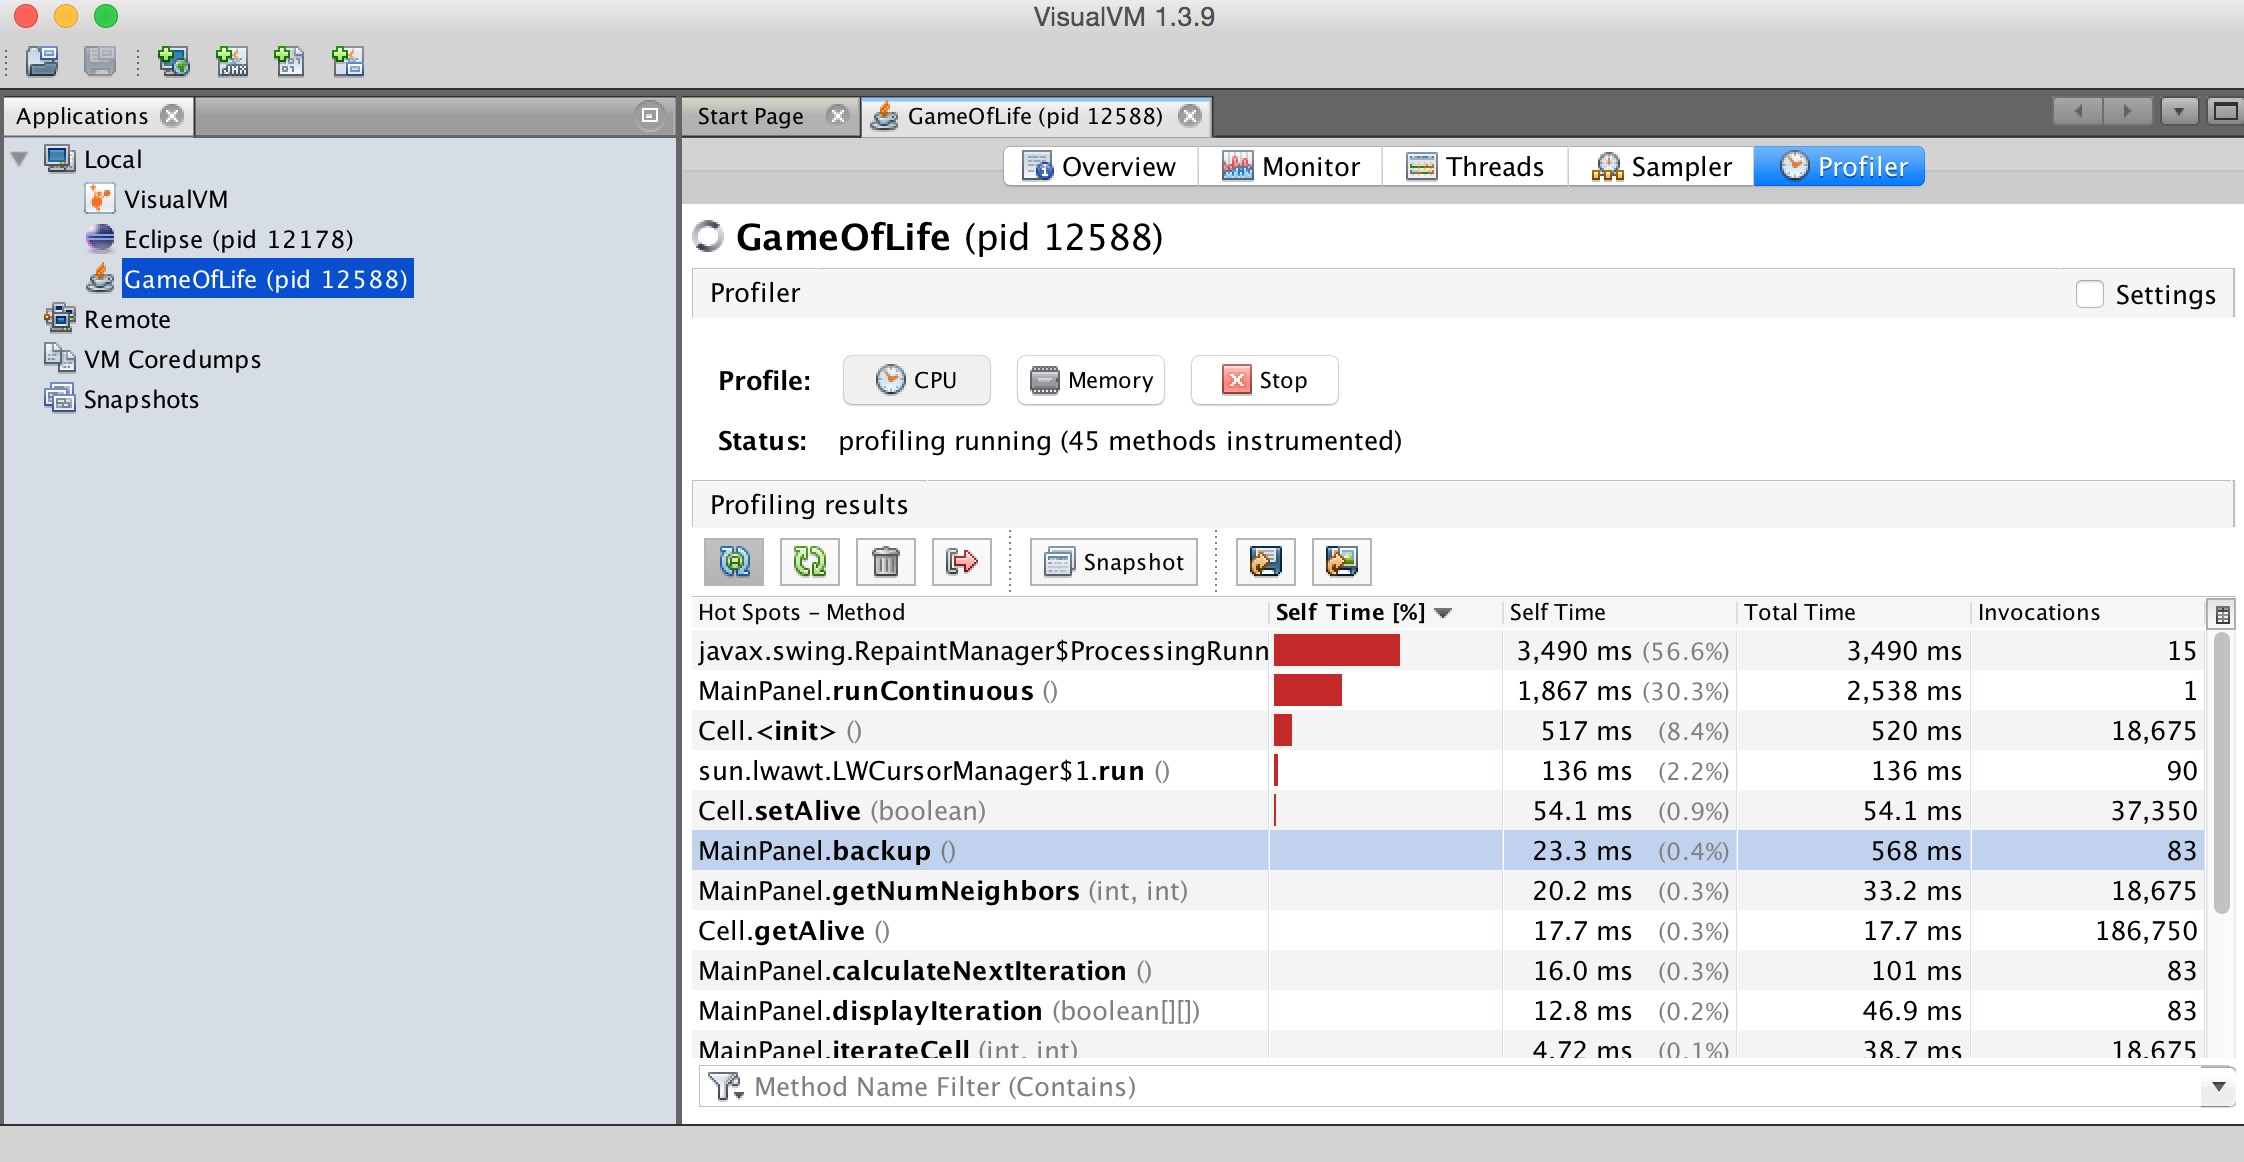 VisualVM 1.3.9
Applications
Start Page
GameOfLife (pid 12588)
Local
VisualVM
Eclipse (pid 12178)
GameOfLife (pid 12588)
Remote
VM Coredumps
Snapshots
Overview Monitor Threads Sampler Profiler
GameOfLife (pid 12588)
Profiler Settings
Profile: CPU Memory Stop
Status: profiling running (45 methods instrumented)
Profiling results
Snapshot
Hot Spots – Method Self Time [%] Self Time Total Time Invocations
javax.swing.RepaintManager$ProcessingRunn 3,490 ms (56.6%) 3,490 ms 15
MainPanel.runContinuous () 1,867 ms (30.3%) 2,538 ms 1
Cell.<init> () 517 ms (8.4%) 520 ms 18,675
sun.lwawt.LWCursorManager$1.run () 136 ms (2.2%) 136 ms 90
Cell.setAlive (boolean) 54.1 ms (0.9%) 54.1 ms 37,350
MainPanel.backup () 23.3 ms (0.4%) 568 ms 83
MainPanel.getNumNeighbors (int, int) 20.2 ms (0.3%) 33.2 ms 18,675
Cell.getAlive () 17.7 ms (0.3%) 17.7 ms 186,750
MainPanel.calculateNextIteration () 16.0 ms (0.3%) 101 ms 83
MainPanel.displayIteration (boolean[][]) 12.8 ms (0.2%) 46.9 ms 83
MainPanel.iterateCell (int, int) 4.72 ms (0.1%) 38.7 ms 18,675
Method Name Filter (Contains)